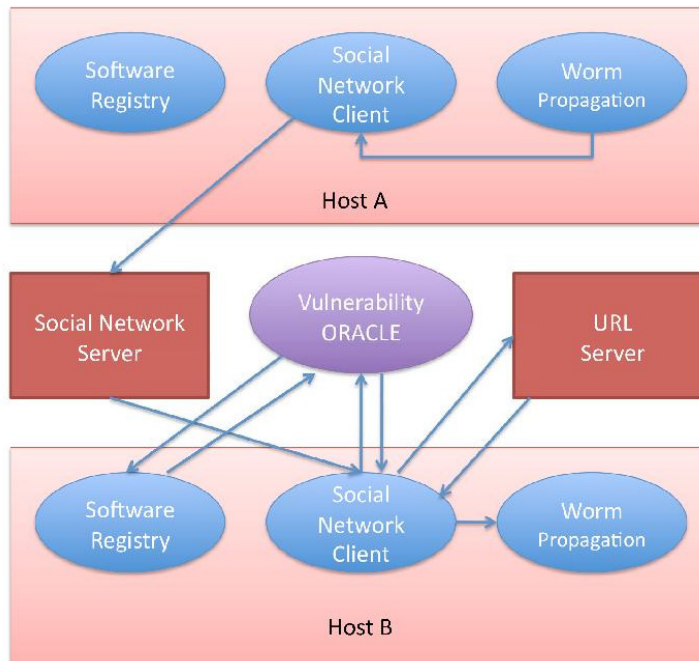 Software
Registry
Social
Network
Client
Worm
Propagation
Host A
Social Network
Server
Vulnerability
ORACLE
URL
Server
Software
Registry
Social
Network
Client
Worm
Propagation
Host B